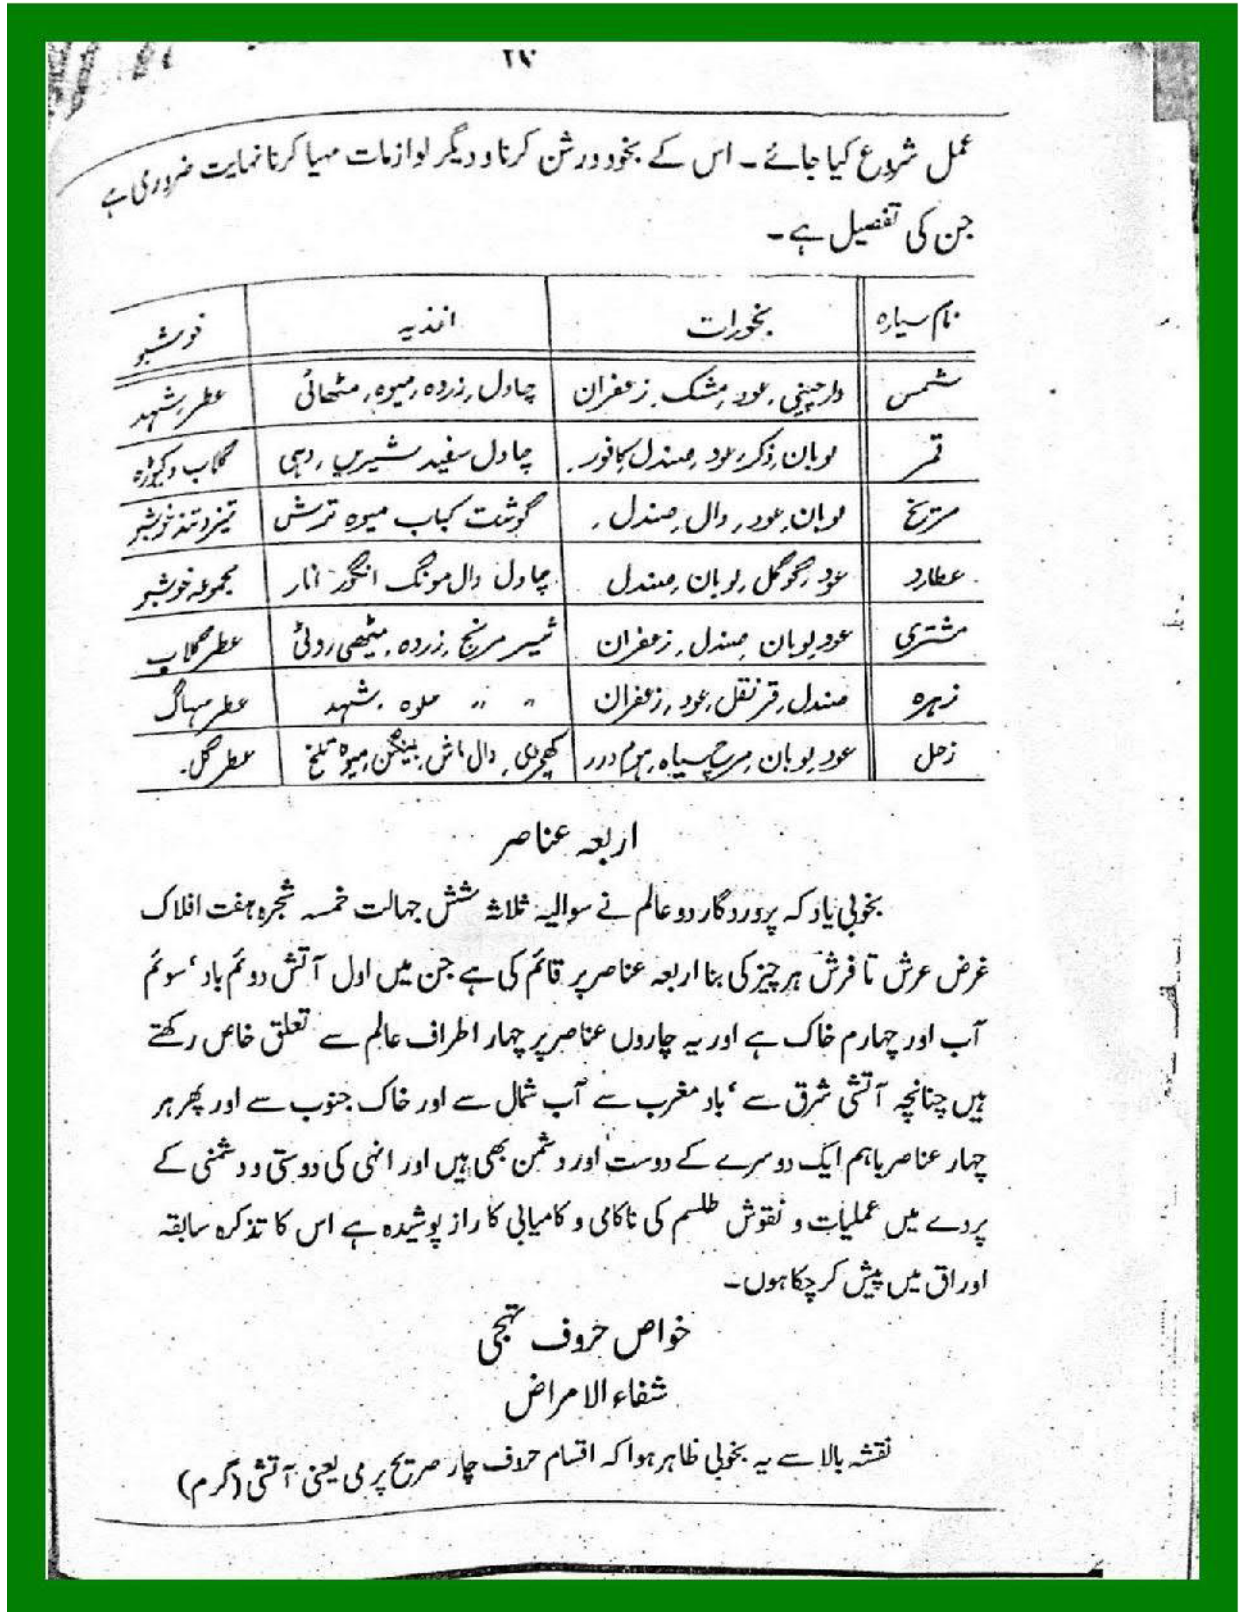 ۲۷
عمل شروع کیا جائے ۔ اس کے بخور ورشن کرنا و دیگر لوازمات مہیا کرنا نہایت ضروری ہے
جن کی تفصیل ہے ۔
نام سیارہ بخورات اغذیہ خوشبو
شمس دارچینی، عود، مشک، زعفران چاول، زردہ، میوہ، مٹھائی عطر شہد
قمر لوبان، ذکر، عود، صندل، کافور، چاول سفید شیریں، دہی گلاب و کیوڑہ
مریخ لوبان، عود، دال، صندل، گوشت کباب میوہ ترش تیز و تند خوشبو
عطارد عود، گوگل، لوبان، صندل چاول دال مونگ انگور انار مجموعہ خوشبو
مشتری عود، لوبان، صندل، زعفران شیر برنج، زردہ، میٹھی روٹی عطر گلاب
زہرہ صندل، قرنفل، عود، زعفران 〃 〃 شہد عطر سہاگ
زحل عود، لوبان، مرچ سیاہ، کھچڑی، دال ماش، بینگن، میوہ تلخ عطر گل۔
اربعہ عناصر
بخوبی یاد کہ پروردگار دو عالم نے سوالیہ ثلاثہ شش جہالت خمسہ شجرہ ہفت افلاک
غرض عرش تا فرش ہر چیز کی بنا اربعہ عناصر پر قائم کی ہے جن میں اول آتش دوئم باد، سوئم
آب اور چہارم خاک ہے اور یہ چاروں عناصر پر چہار اطراف عالم سے تعلق خاص رکھتے
ہیں چنانچہ آتشی شرق سے، باد مغرب سے آب شمال سے اور خاک جنوب سے اور پھر ہر
چہار عناصر باہم ایک دوسرے کے دوست اور دشمن بھی ہیں اور انہی کی دوستی و دشمنی کے
پردے میں عملیات و نقوش طلسم کی ناکامی و کامیابی کا راز پوشیدہ ہے اس کا تذکرہ سابقہ
اوراق میں پیش کر چکا ہوں۔
خواص حروف تہجی
شفاء الامراض
نقشہ بالا سے یہ بخوبی ظاہر ہوا کہ اقسام حروف چار صریح پر می یعنی آتشی (گرم)